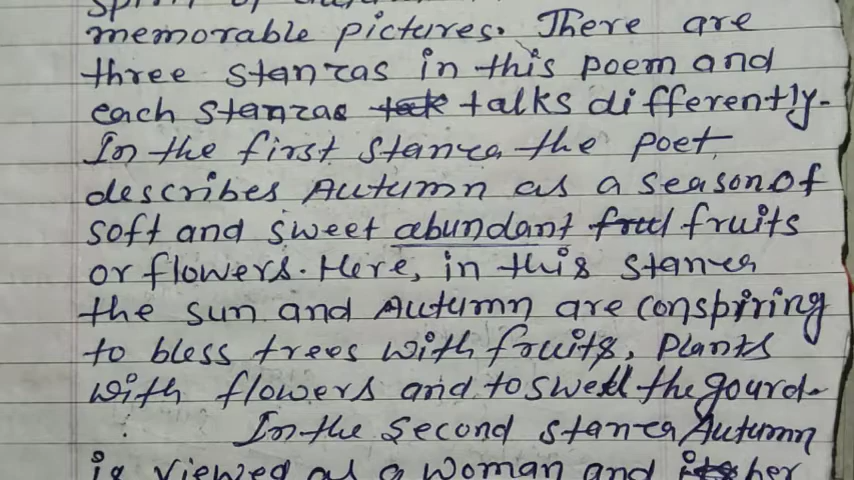 memorable pictures. There are
three stanzas in this poem and
each stanzas talks differently.
In the first stanza the poet
describes Autumn as a season of
soft and sweet abundant fruits
or flowers. Here, in this stanza
the sun and Autumn are conspiring
to bless trees with fruits, plants
with flowers and to swell the gourd.
In the second stanza Autumn
is viewed as a woman and her